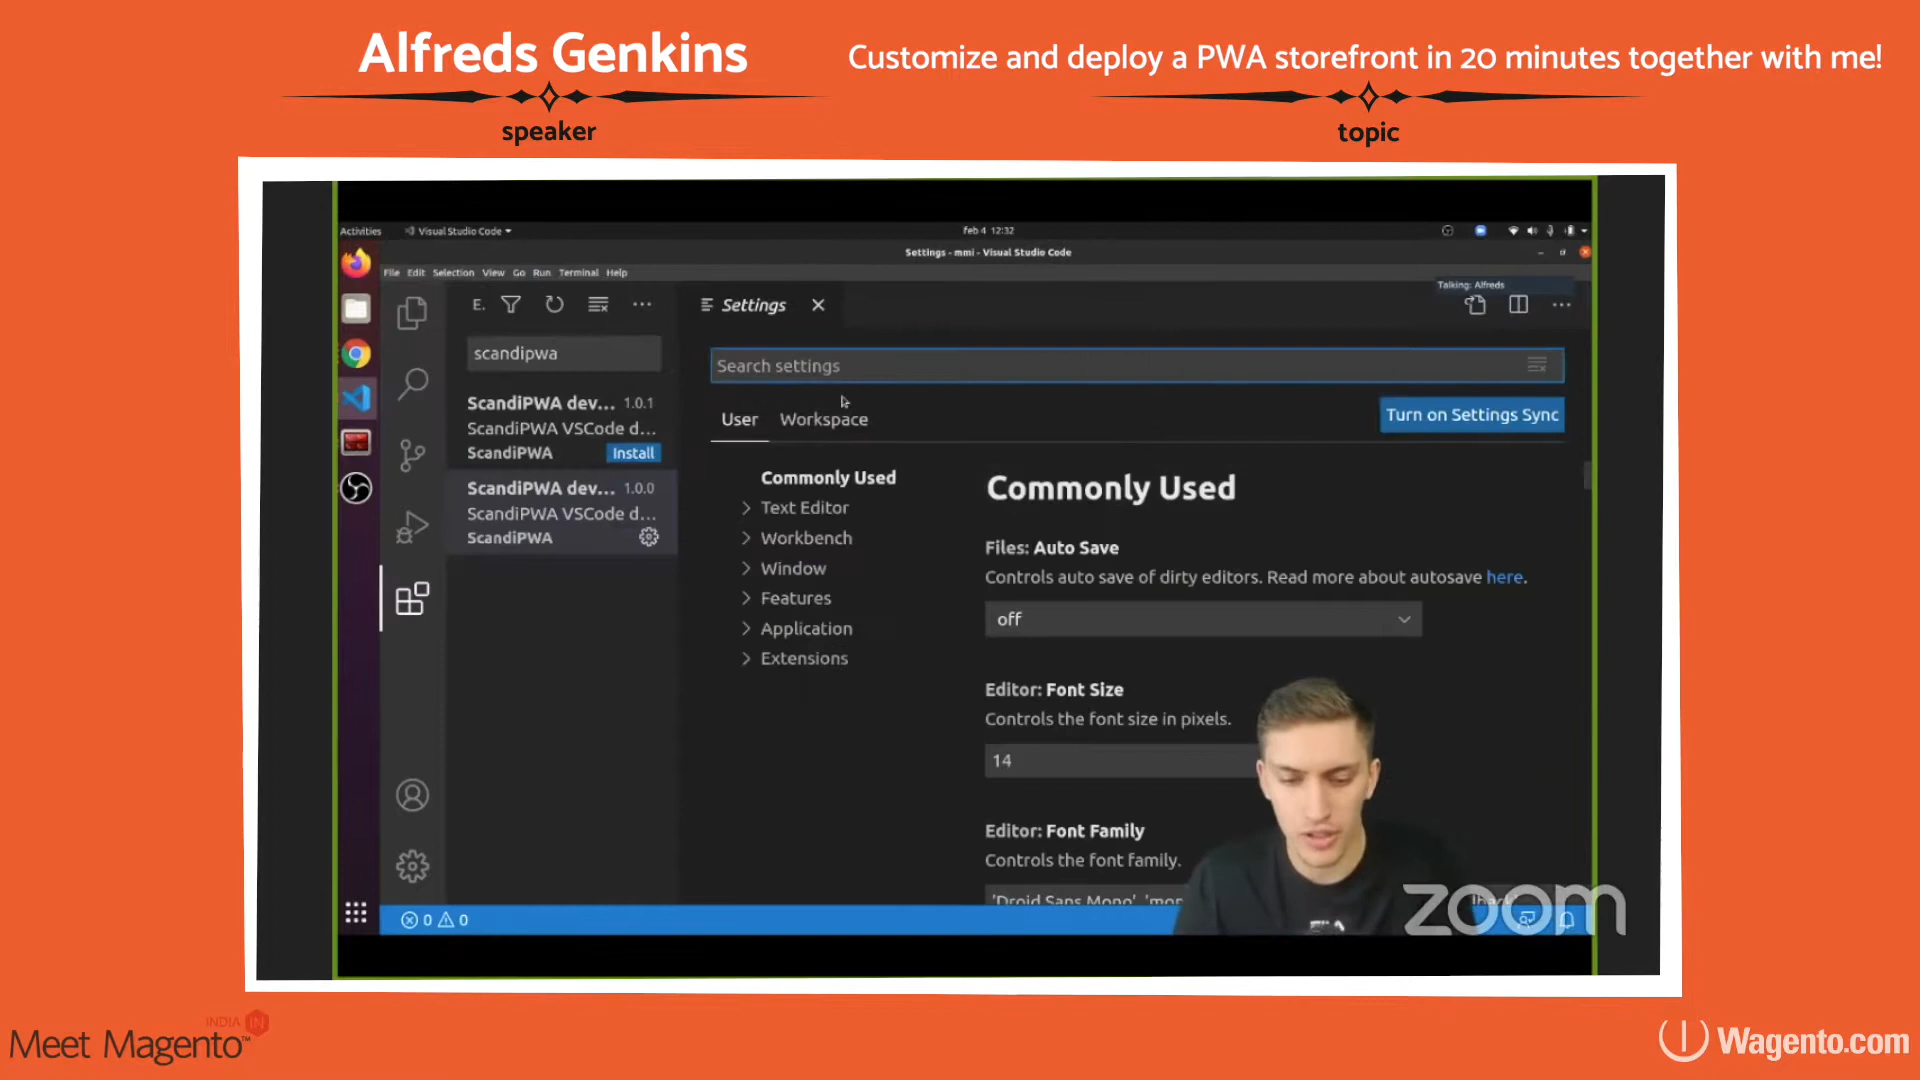 Alfreds Genkins
speaker
Customize and deploy a PWA storefront in 20 minutes together with me!
topic
Activities
Visual Studio Code
feb 4 12:32
Settings - mmi - Visual Studio Code
File Edit Selection View Go Run Terminal Help
Talking: Alfreds
E.
scandipwa
ScandiPWA dev... 1.0.1
ScandiPWA VSCode d...
ScandiPWA
Install
ScandiPWA dev... 1.0.0
ScandiPWA VSCode d...
ScandiPWA
Settings
Search settings
User Workspace
Turn on Settings Sync
Commonly Used
Text Editor
Workbench
Window
Features
Application
Extensions
Commonly Used
Files: Auto Save
Controls auto save of dirty editors. Read more about autosave here.
off
Editor: Font Size
Controls the font size in pixels.
14
Editor: Font Family
Controls the font family.
'Droid Sans Mono', 'mon
0 0
zoom
INDIA IN
Meet Magento™
Wagento.com